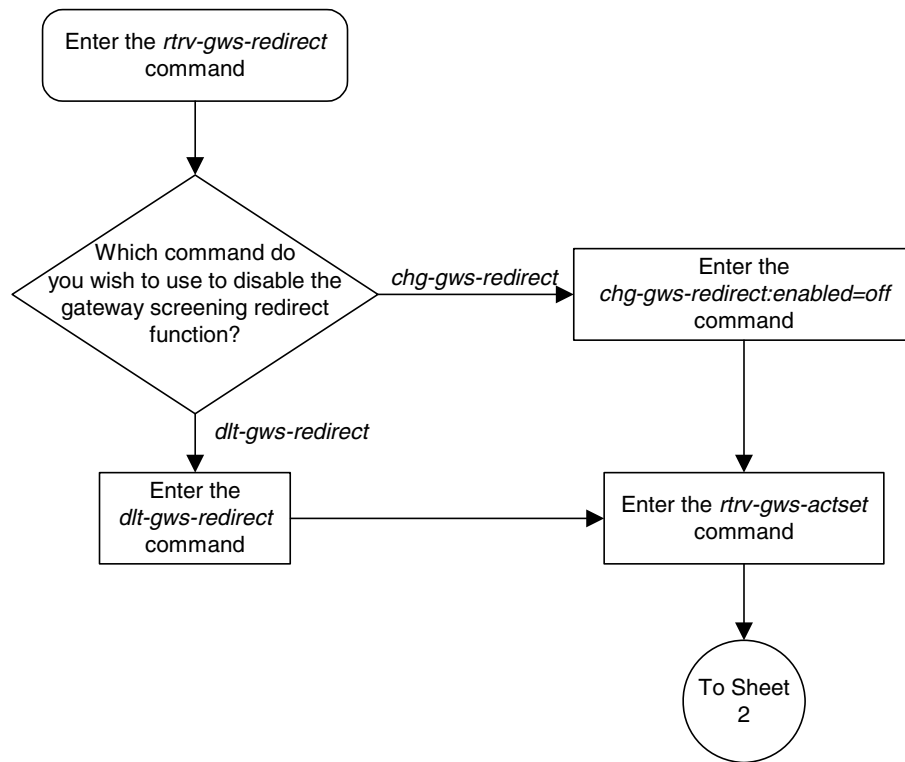 Enter the rtrv-gws-redirect
command
Which command do
you wish to use to disable the
gateway screening redirect
function?
chg-gws-redirect
Enter the
chg-gws-redirect:enabled=off
command
dlt-gws-redirect
Enter the
dlt-gws-redirect
command
Enter the rtrv-gws-actset
command
To Sheet
2